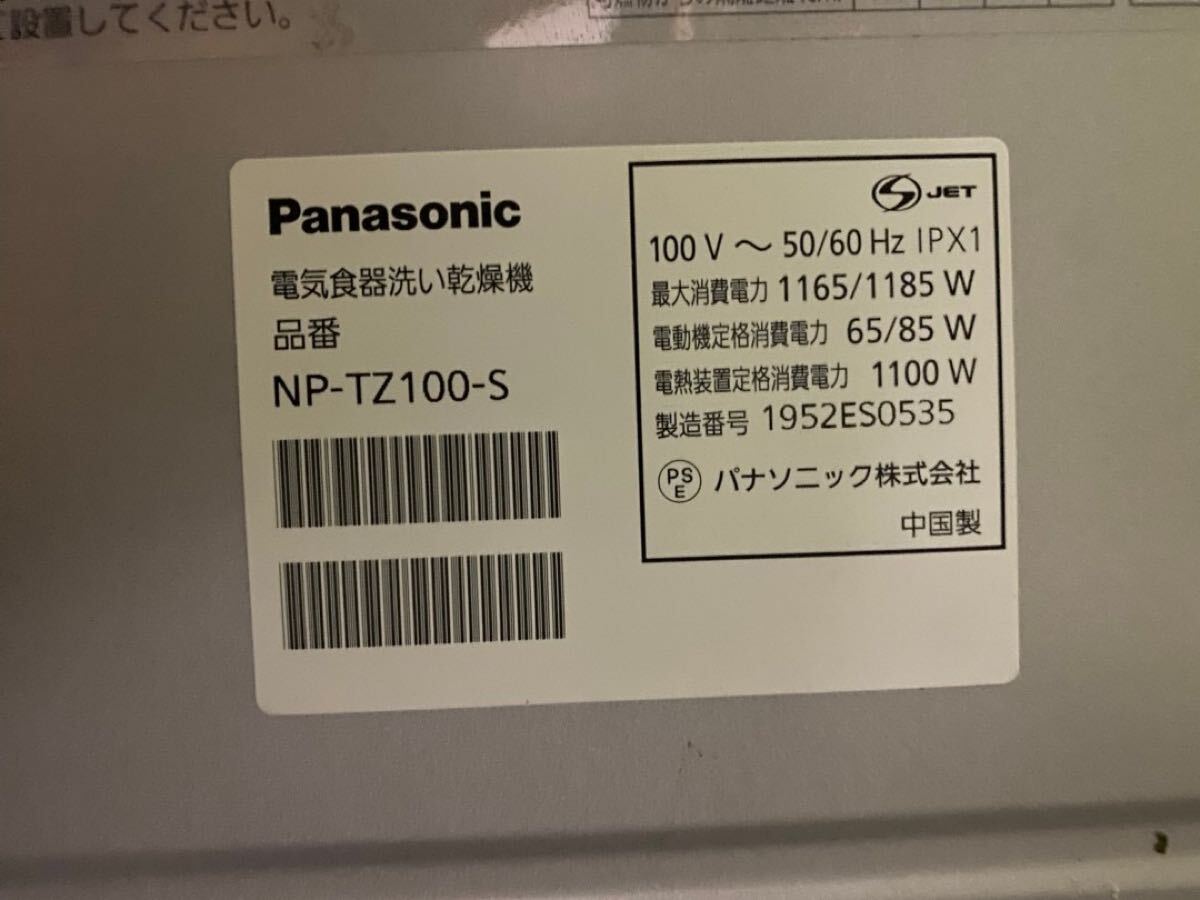 設置してください。
Panasonic
電気食器洗い乾燥機
品番
NP-TZ100-S
JET
100 V ～ 50/60 Hz IPX1
最大消費電力 1165/1185 W
電動機定格消費電力 65/85 W
電熱装置定格消費電力 1100 W
製造番号 1952ES0535
PSE パナソニック株式会社
中国製